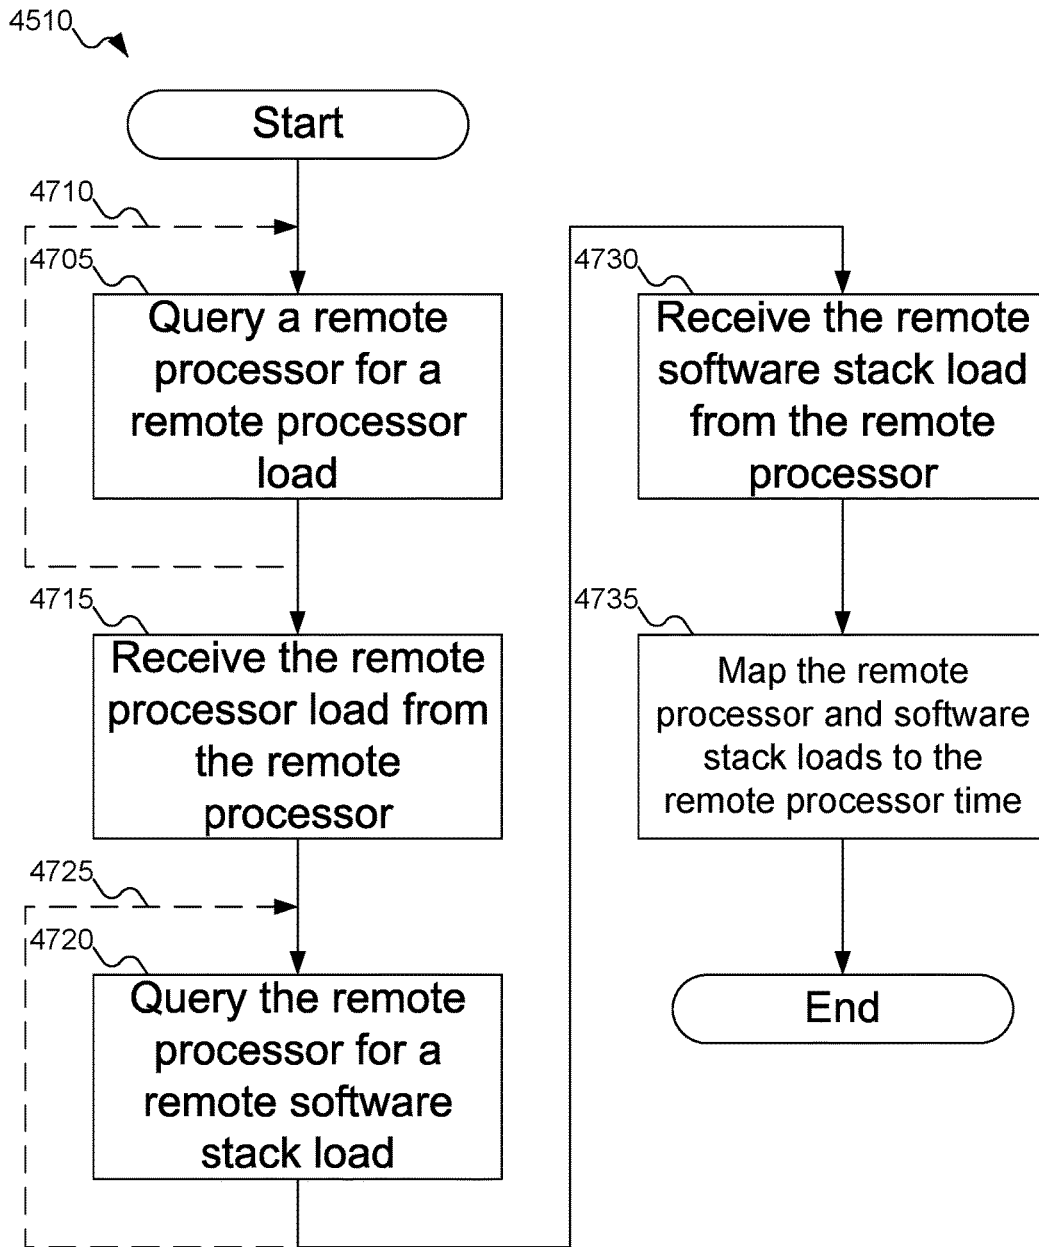 4510
Start
4710
4705
Query a remote
processor for a
remote processor
load
4715
Receive the remote
processor load from
the remote
processor
4725
4720
Query the remote
processor for a
remote software
stack load
4730
Receive the remote
software stack load
from the remote
processor
4735
Map the remote
processor and software
stack loads to the
remote processor time
End